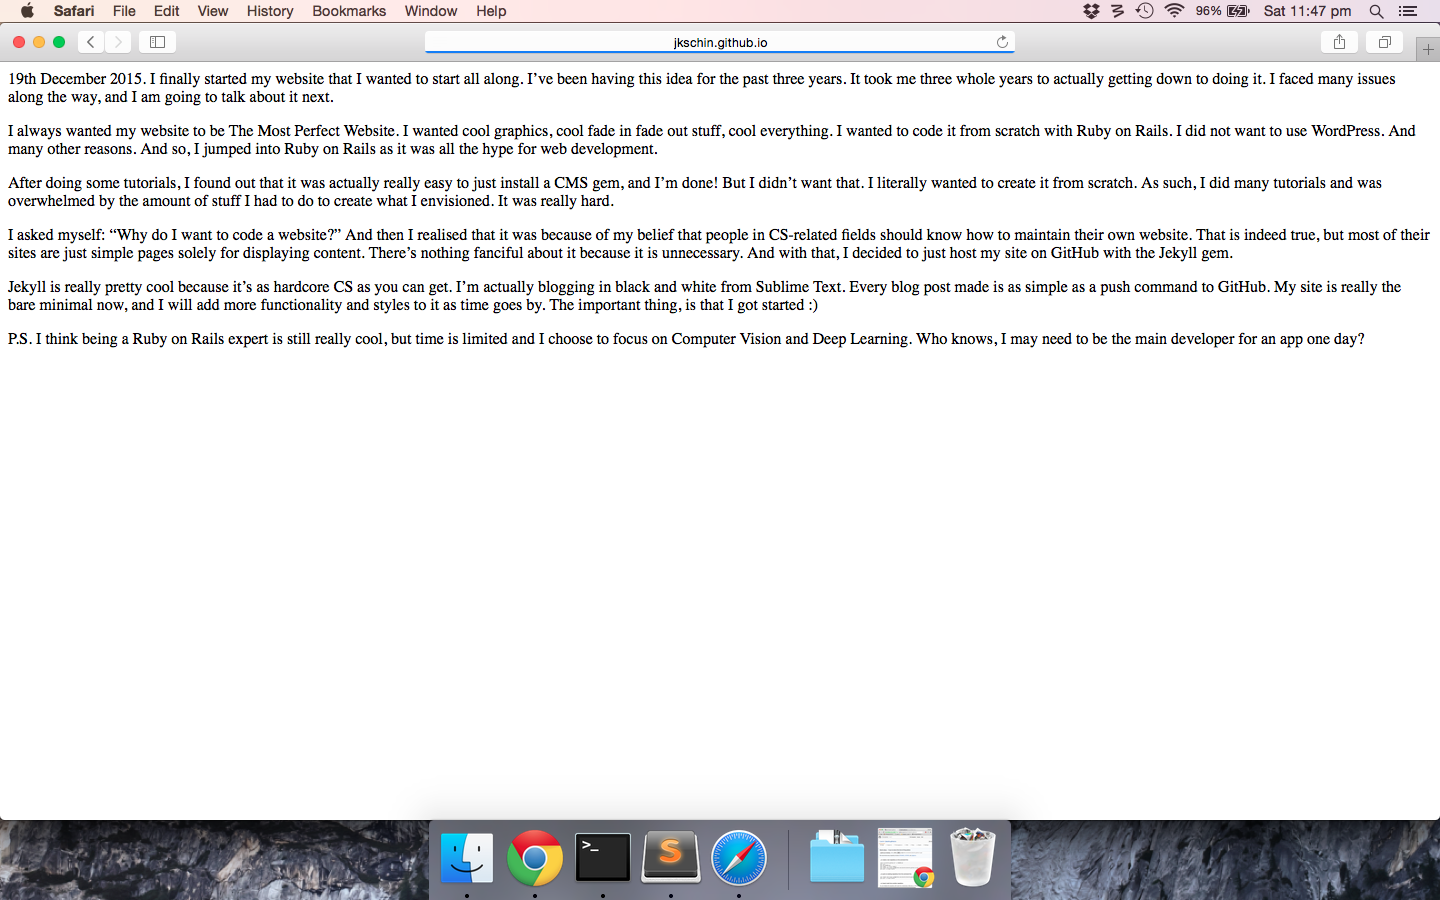 Safari File Edit View History Bookmarks Window Help 96% Sat 11:47 pm
jkschin.github.io
19th December 2015. I finally started my website that I wanted to start all along. I’ve been having this idea for the past three years. It took me three whole years to actually getting down to doing it. I faced many issues
along the way, and I am going to talk about it next.
I always wanted my website to be The Most Perfect Website. I wanted cool graphics, cool fade in fade out stuff, cool everything. I wanted to code it from scratch with Ruby on Rails. I did not want to use WordPress. And
many other reasons. And so, I jumped into Ruby on Rails as it was all the hype for web development.
After doing some tutorials, I found out that it was actually really easy to just install a CMS gem, and I’m done! But I didn’t want that. I literally wanted to create it from scratch. As such, I did many tutorials and was
overwhelmed by the amount of stuff I had to do to create what I envisioned. It was really hard.
I asked myself: “Why do I want to code a website?” And then I realised that it was because of my belief that people in CS-related fields should know how to maintain their own website. That is indeed true, but most of their
sites are just simple pages solely for displaying content. There’s nothing fanciful about it because it is unnecessary. And with that, I decided to just host my site on GitHub with the Jekyll gem.
Jekyll is really pretty cool because it’s as hardcore CS as you can get. I’m actually blogging in black and white from Sublime Text. Every blog post made is as simple as a push command to GitHub. My site is really the
bare minimal now, and I will add more functionality and styles to it as time goes by. The important thing, is that I got started :)
P.S. I think being a Ruby on Rails expert is still really cool, but time is limited and I choose to focus on Computer Vision and Deep Learning. Who knows, I may need to be the main developer for an app one day?
>_ S